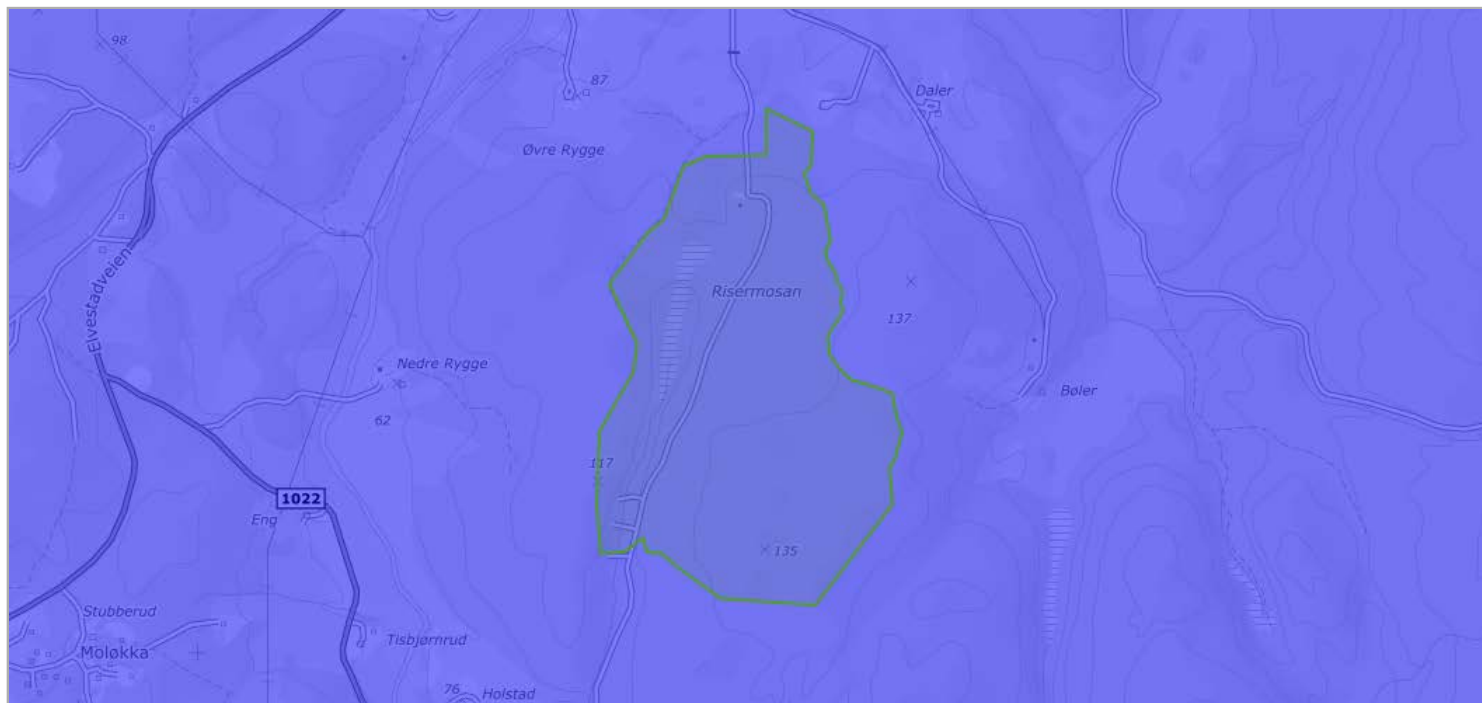 98
87
Daler
Øvre Rygge
Elvestadveien
Risermosan
137
Nedre Rygge
Bøler
62
117
1022
Eng
135
Stubberud
Tisbjørnrud
Moløkka
76
Holstad